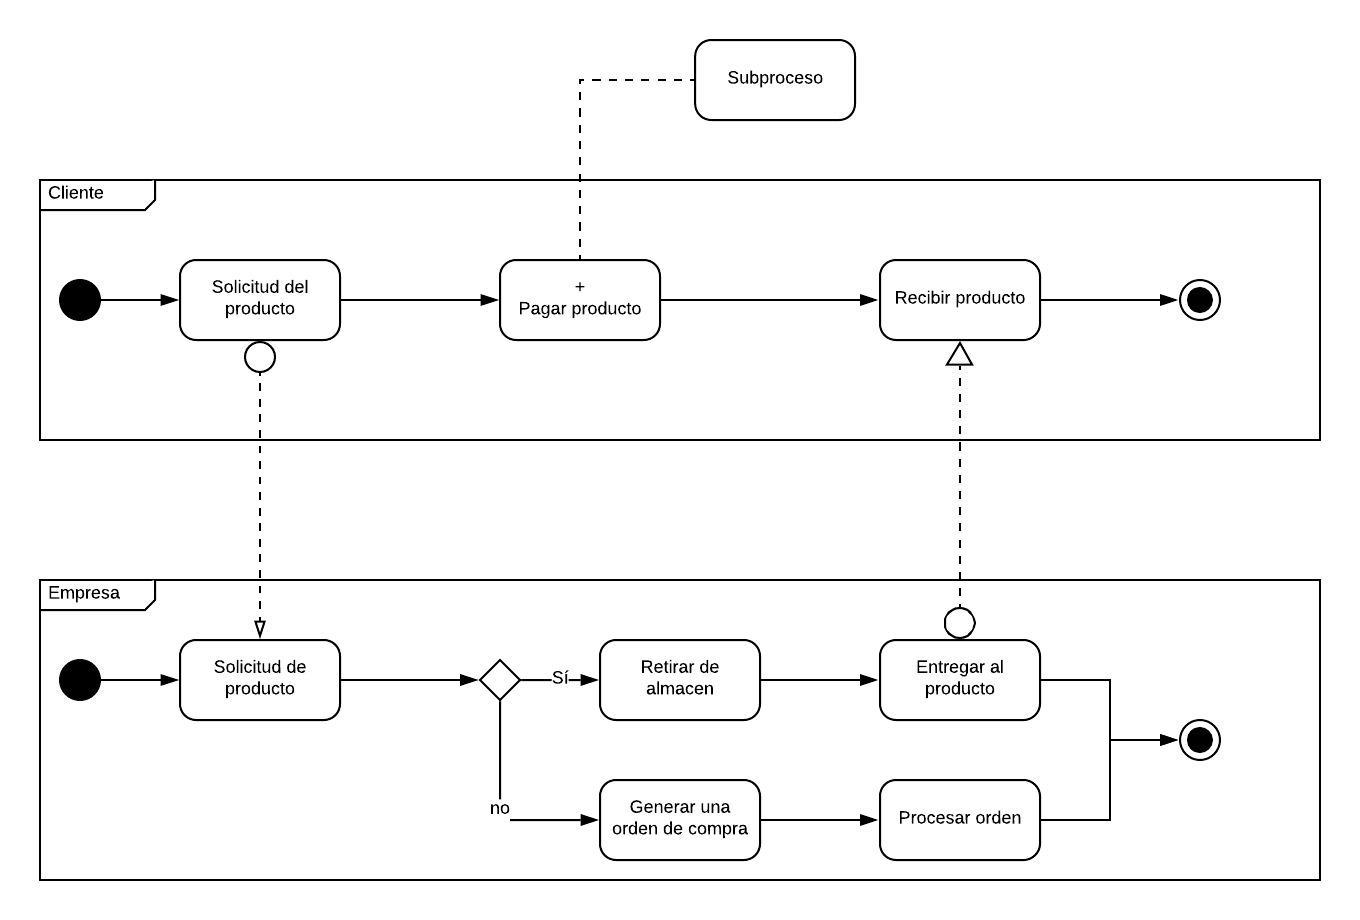 Subproceso
Cliente
Solicitud del
producto
+
Pagar producto
Recibir producto
Empresa
Solicitud de
producto
Sí
Retirar de
almacen
Entregar al
producto
no
Generar una
orden de compra
Procesar orden